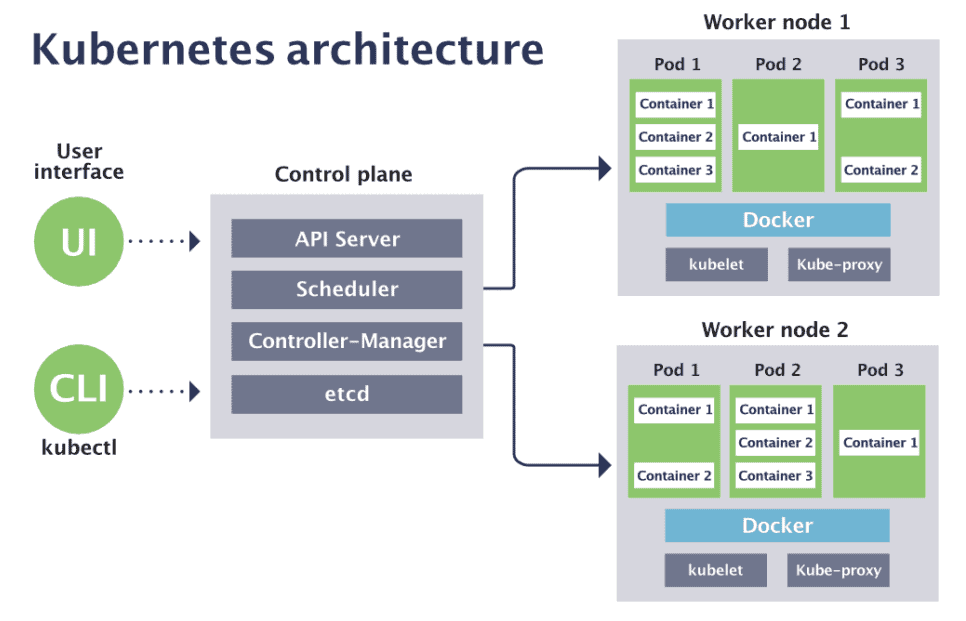 Kubernetes architecture
User
interface
UI
CLI
kubectl
Control plane
API Server
Scheduler
Controller-Manager
etcd
Worker node 1
Pod 1
Pod 2
Pod 3
Container 1
Container 2
Container 3
Container 1
Container 1
Container 2
Docker
kubelet
Kube-proxy
Worker node 2
Pod 1
Pod 2
Pod 3
Container 1
Container 2
Container 1
Container 2
Container 3
Container 1
Docker
kubelet
Kube-proxy